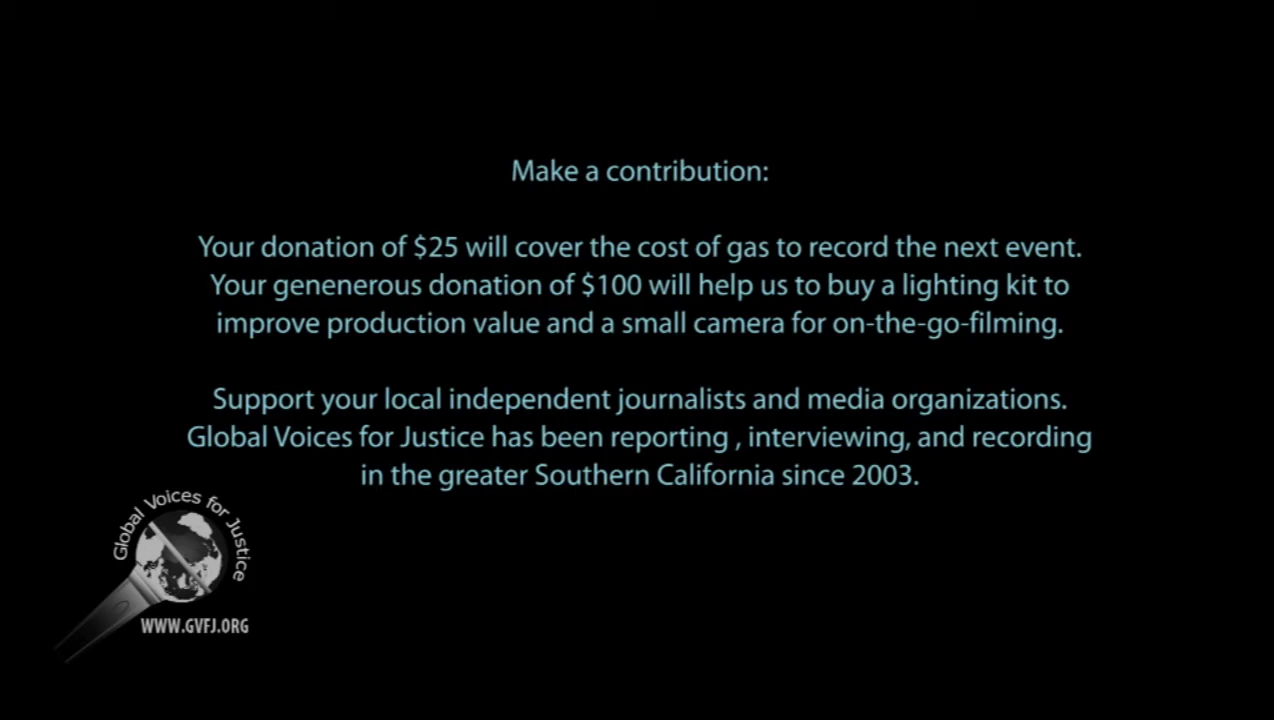 Make a contribution:
Your donation of $25 will cover the cost of gas to record the next event.
Your genenerous donation of $100 will help us to buy a lighting kit to
improve production value and a small camera for on-the-go-filming.
Support your local independent journalists and media organizations.
Global Voices for Justice has been reporting , interviewing, and recording
in the greater Southern California since 2003.
Global Voices for Justice
WWW.GVFJ.ORG